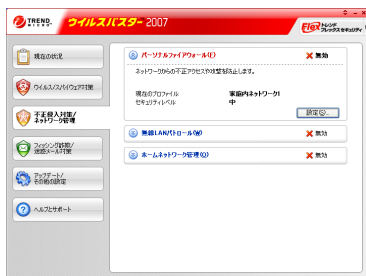 TREND MICRO ウイルスバスター 2007
Flex トレンド フレックス セキュリティ
現在の状況
ウイルス/スパイウェア対策
不正侵入対策/
ネットワーク管理
フィッシング詐欺/
迷惑メール対策
アップデート/
その他の設定
ヘルプとサポート
パーソナルファイアウォール(E)
無効
ネットワークからの不正アクセスや攻撃を防止します。
現在のプロファイル 家庭内ネットワーク1
セキュリティレベル 中
設定(S)...
無線LANパトロール(W)
無効
ホームネットワーク管理(O)
無効